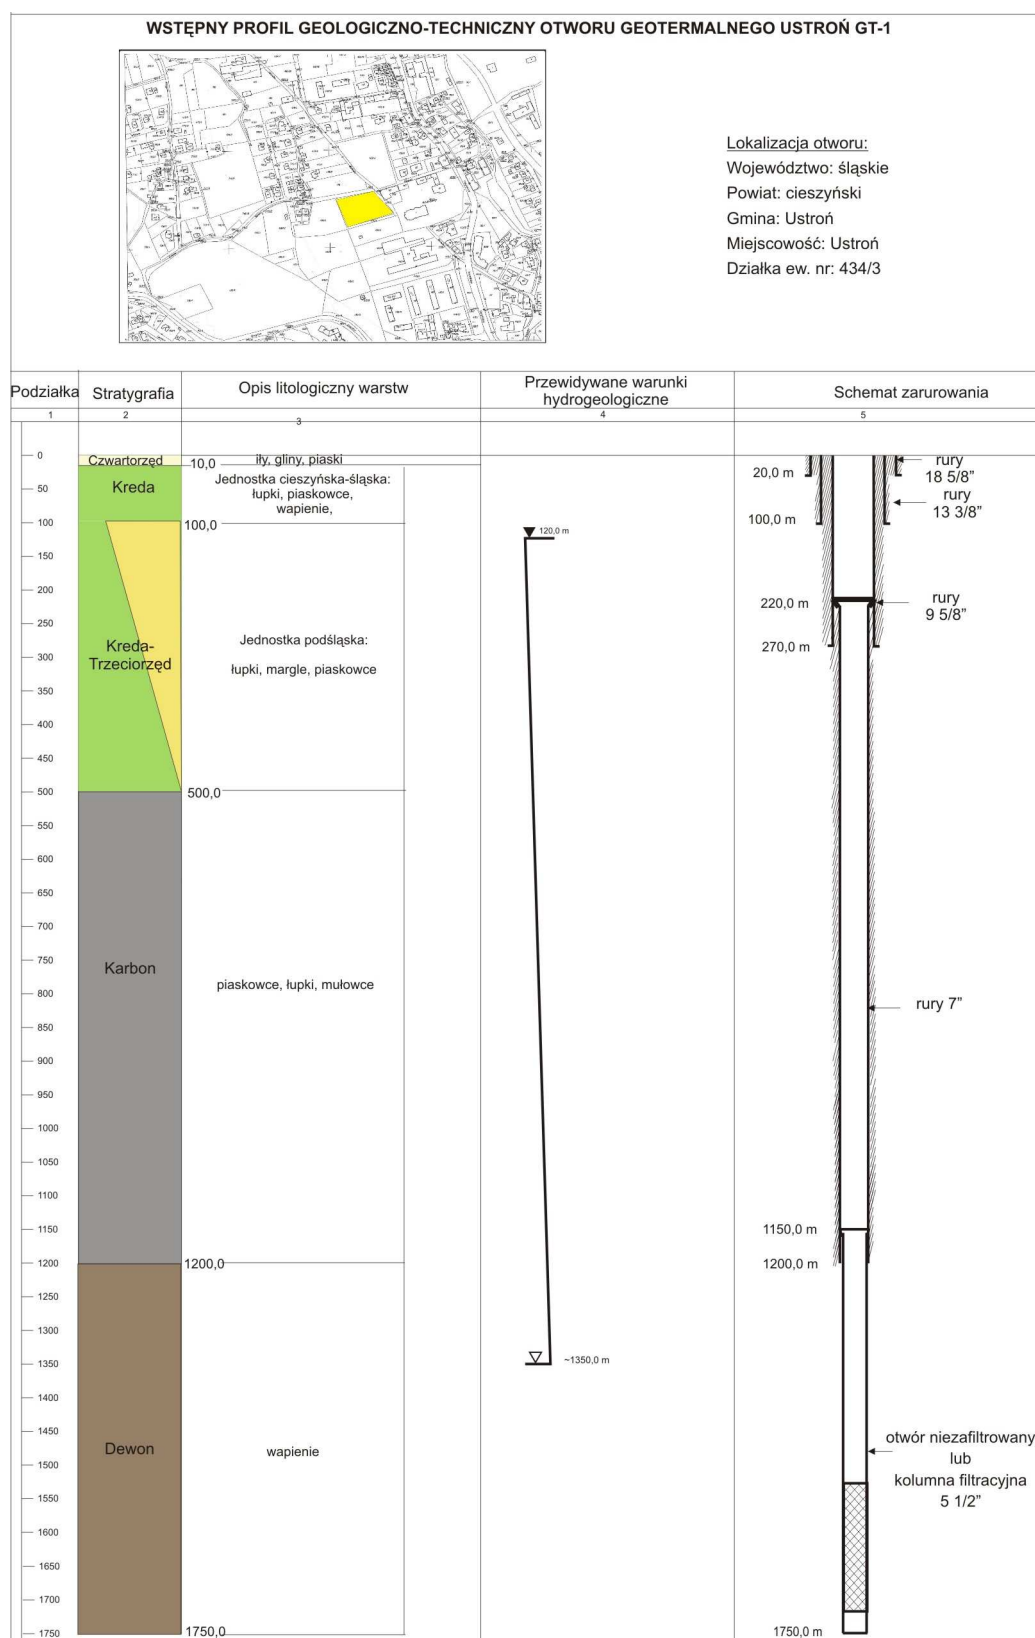 WSTĘPNY PROFIL GEOLOGICZNO-TECHNICZNY OTWORU GEOTERMALNEGO USTROŃ GT-1
Lokalizacja otworu:
Województwo: śląskie
Powiat: cieszyński
Gmina: Ustroń
Miejscowość: Ustroń
Działka ew. nr: 434/3
Podziałka
Stratygrafia
Opis litologiczny warstw
Przewidywane warunki
hydrogeologiczne
Schemat zarurowania
1
2
3
4
5
0
50
100
150
200
250
300
350
400
450
500
550
600
650
700
750
800
850
900
950
1000
1050
1100
1150
1200
1250
1300
1350
1400
1450
1500
1550
1600
1650
1700
1750
Czwartorzęd
Kreda
Kreda-
Trzeciorzęd
Karbon
Dewon
10,0
100,0
500,0
1200,0
1750,0
iły, gliny, piaski
Jednostka cieszyńska-śląska:
łupki, piaskowce,
wapienie,
Jednostka podśląska:
łupki, margle, piaskowce
piaskowce, łupki, mułowce
wapienie
120,0 m
~1350,0 m
20,0 m
100,0 m
220,0 m
270,0 m
1150,0 m
1200,0 m
1750,0 m
rury
18 5/8”
rury
13 3/8”
rury
9 5/8”
rury 7”
otwór niezafiltrowany
lub
kolumna filtracyjna
5 1/2”